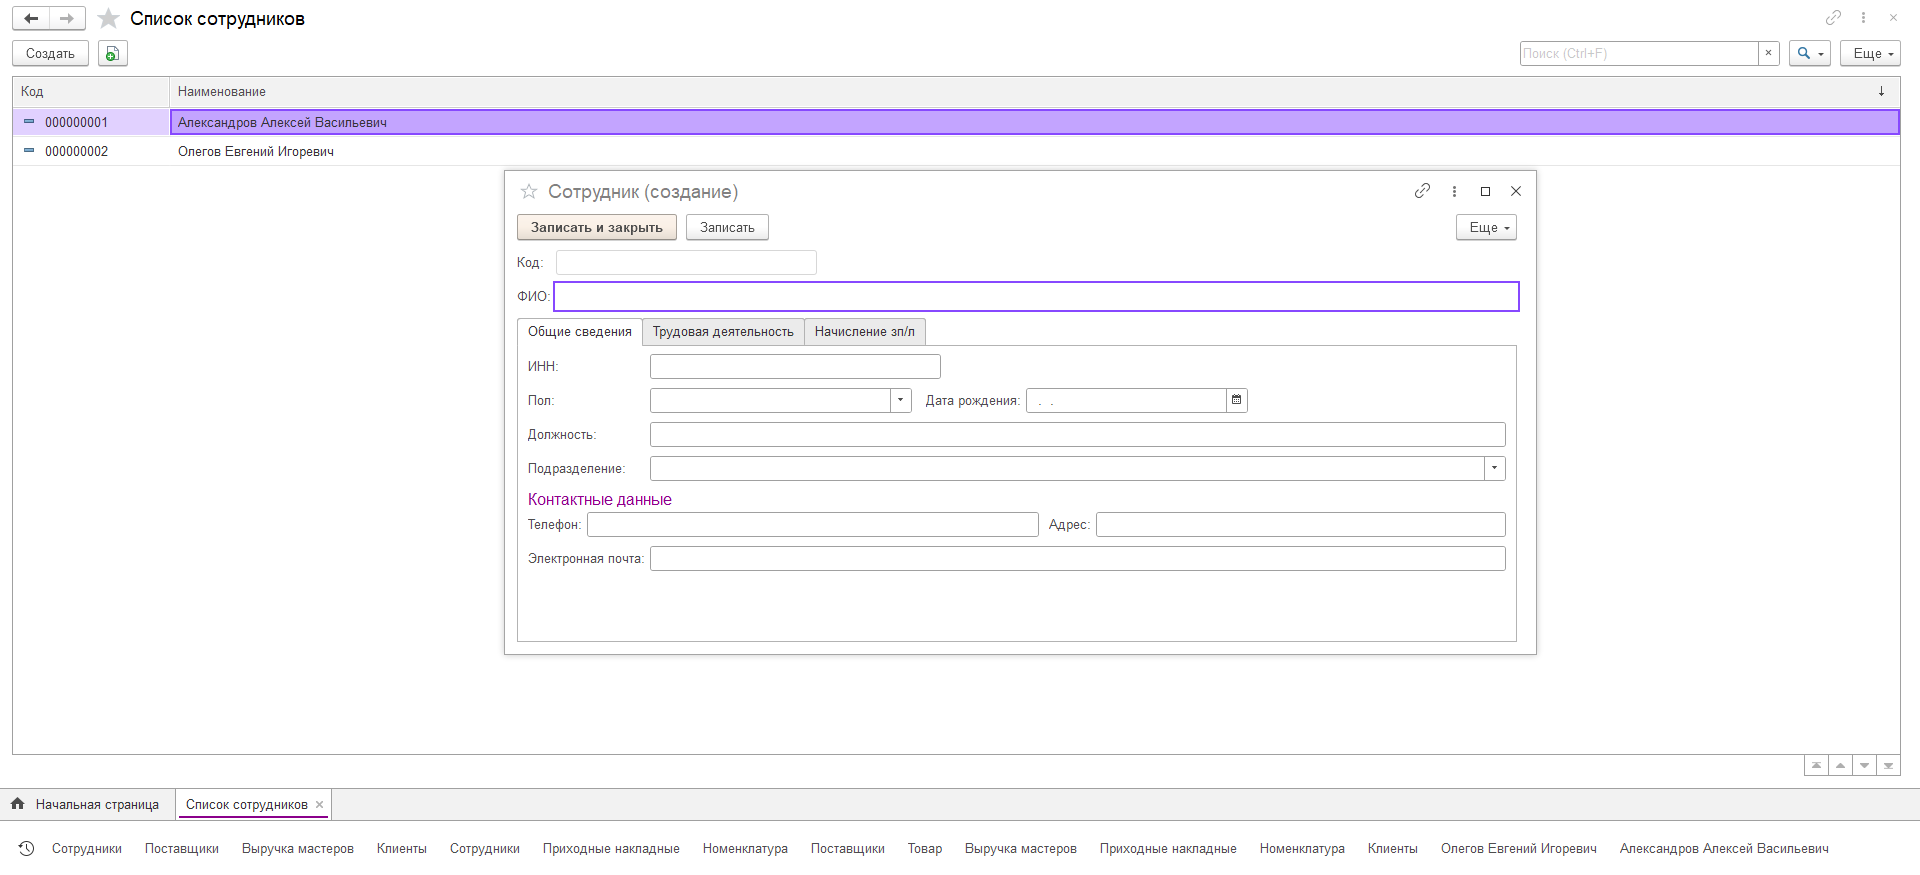 Список сотрудников
Создать
Поиск (Ctrl+F)
Еще
Код Наименование
000000001 Александров Алексей Васильевич
000000002 Олегов Евгений Игоревич
Сотрудник (создание)
Записать и закрыть Записать Еще
Код:
ФИО:
Общие сведения Трудовая деятельность Начисление зп/л
ИНН:
Пол: Дата рождения: . .
Должность:
Подразделение:
Контактные данные
Телефон: Адрес:
Электронная почта:
Начальная страница Список сотрудников
Сотрудники Поставщики Выручка мастеров Клиенты Сотрудники Приходные накладные Номенклатура Поставщики Товар Выручка мастеров Приходные накладные Номенклатура Клиенты Олегов Евгений Игоревич Александров Алексей Васильевич